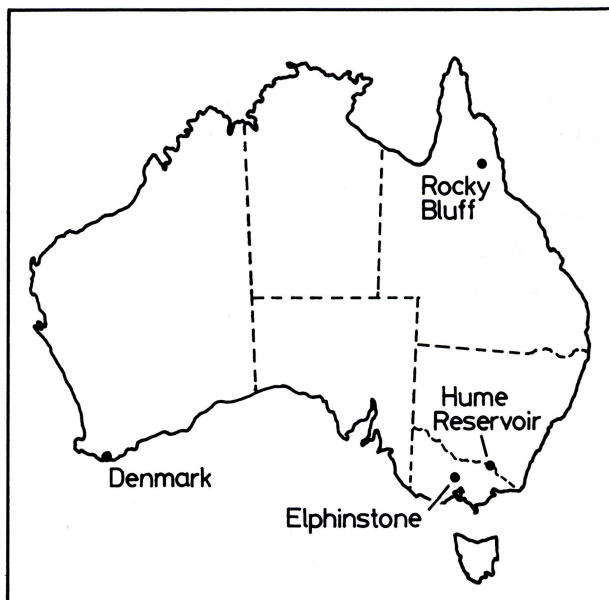 Rocky
Bluff
Hume
Reservoir
Denmark
Elphinstone